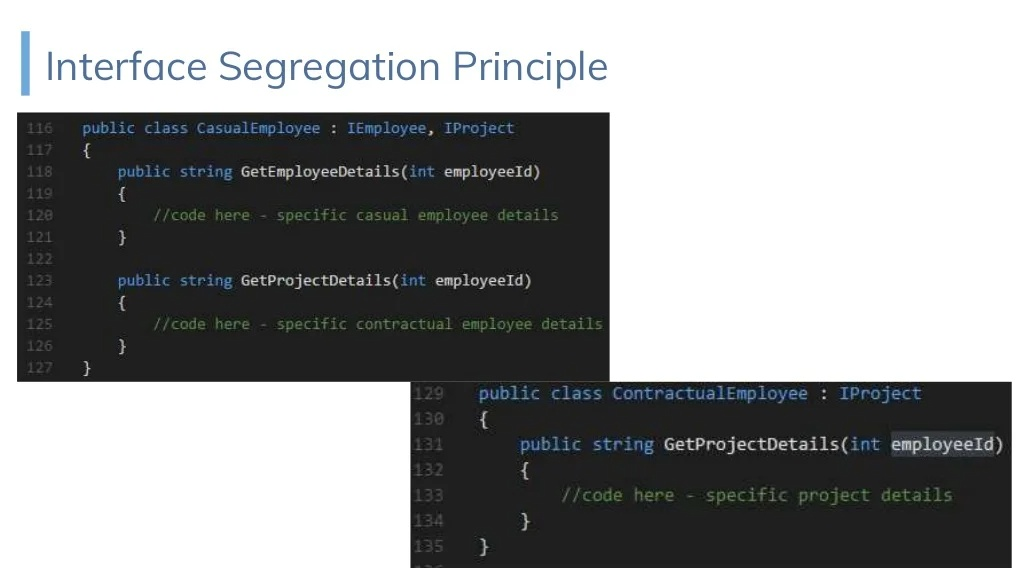 Interface Segregation Principle
116 public class CasualEmployee : IEmployee, IProject
117 {
118 public string GetEmployeeDetails(int employeeId)
119 {
120 //code here - specific casual employee details
121 }
122
123 public string GetProjectDetails(int employeeId)
124 {
125 //code here - specific contractual employee details
126 }
127 }
129 public class ContractualEmployee : IProject
130 {
131 public string GetProjectDetails(int employeeId)
132 {
133 //code here - specific project details
134 }
135 }